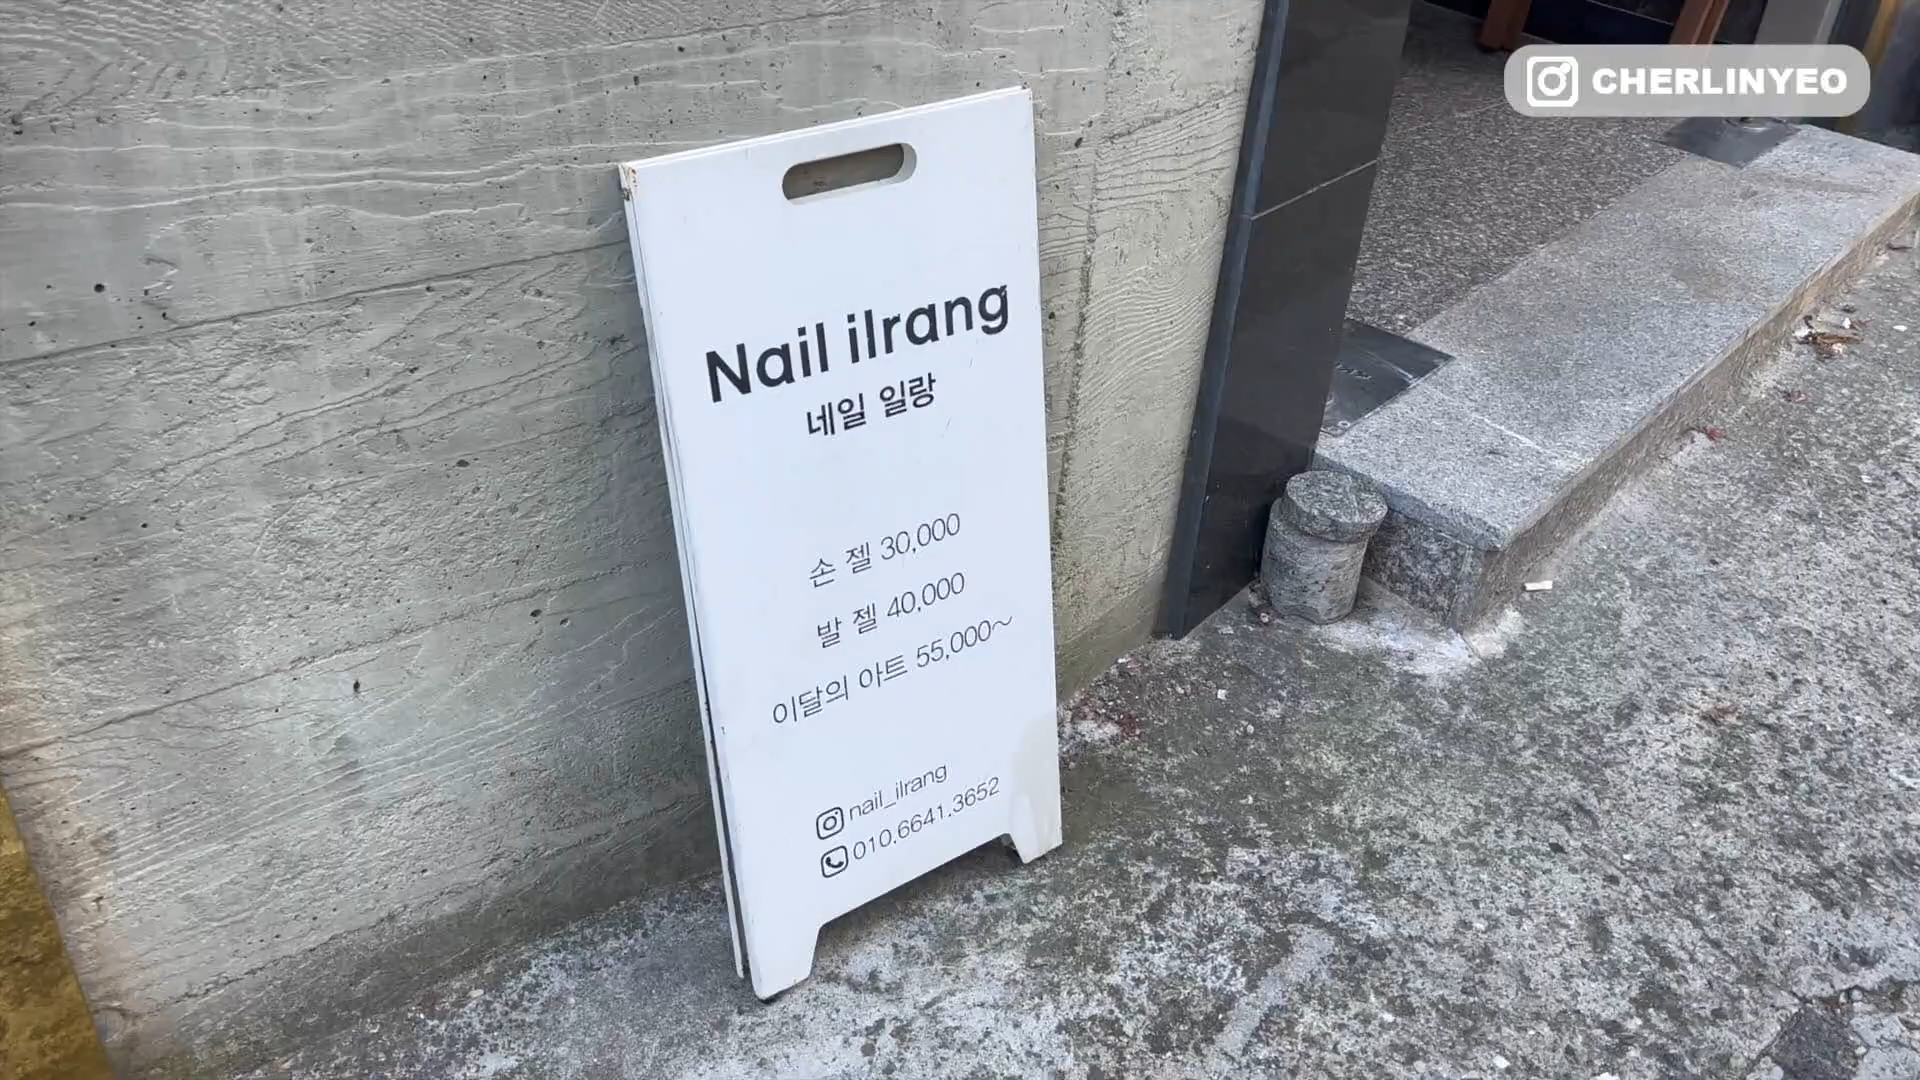 CHERLINYEO
Nail ilrang
네일 일랑
손 젤 30,000
발 젤 40,000
이달의 아트 55,000~
nail_ilrang
010.6641.3652